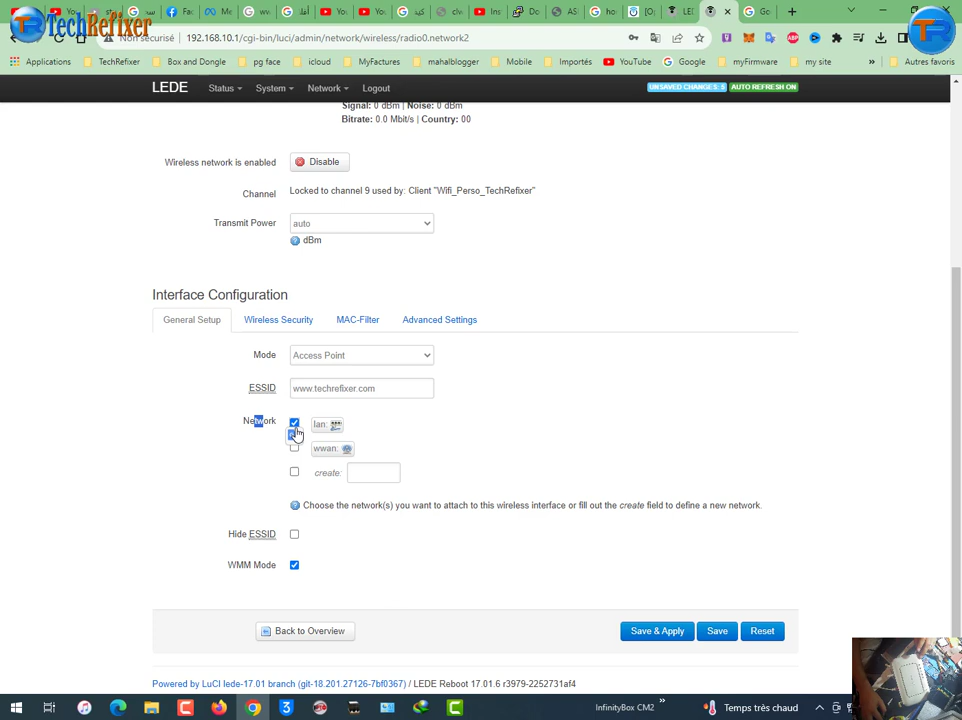 TechRefixer
Non sécurisé 192.168.10.1/cgi-bin/luci/admin/network/wireless/radio0.network2
Applications TechRefixer Box and Dongle pg face icloud MyFactures mahalblogger Mobile Importés YouTube Google myFirmware my site » Autres favoris
LEDE Status System Network Logout UNSAVED CHANGES: 5 AUTO REFRESH ON
Signal: 0 dBm | Noise: 0 dBm
Bitrate: 0.0 Mbit/s | Country: 00
Wireless network is enabled Disable
Channel Locked to channel 9 used by: Client "Wifi_Perso_TechRefixer"
Transmit Power auto
dBm
Interface Configuration
General Setup Wireless Security MAC-Filter Advanced Settings
Mode Access Point
ESSID www.techrefixer.com
Network lan:
wwan:
create:
Choose the network(s) you want to attach to this wireless interface or fill out the create field to define a new network.
Hide ESSID
WMM Mode
Back to Overview Save & Apply Save Reset
Powered by LuCI lede-17.01 branch (git-18.201.27126-7bf0367) / LEDE Reboot 17.01.6 r3979-2252731af4
InfinityBox CM2 » Temps très chaud